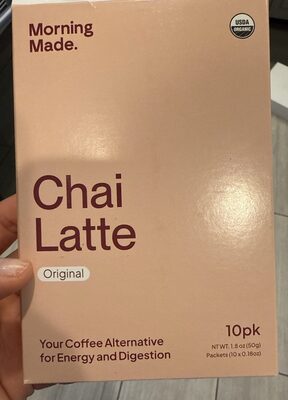 Morning
Made.
USDA
ORGANIC
Chai
Latte
Original
Your Coffee Alternative
for Energy and Digestion
10pk
NT WT. 1.8 oz (50g)
Packets (10 x 0.18oz)